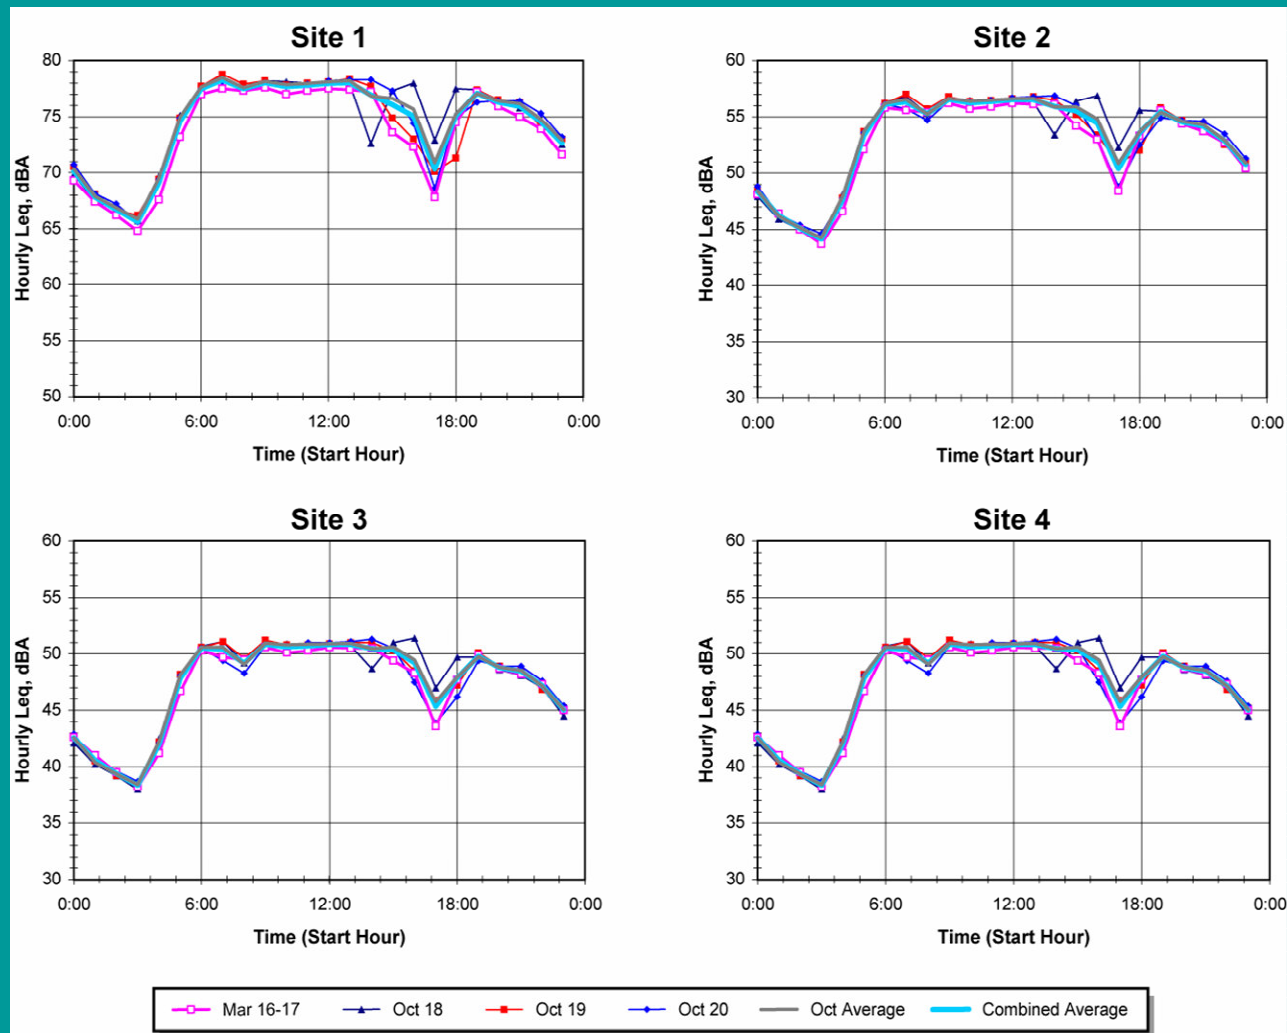 Site 1
80
75
70
65
60
55
50
Hourly Leq, dBA
0:00 6:00 12:00 18:00 0:00
Time (Start Hour)
Site 2
60
55
50
45
40
35
30
Hourly Leq, dBA
0:00 6:00 12:00 18:00 0:00
Time (Start Hour)
Site 3
60
55
50
45
40
35
30
Hourly Leq, dBA
0:00 6:00 12:00 18:00 0:00
Time (Start Hour)
Site 4
60
55
50
45
40
35
30
Hourly Leq, dBA
0:00 6:00 12:00 18:00 0:00
Time (Start Hour)
Mar 16-17 Oct 18 Oct 19 Oct 20 Oct Average Combined Average